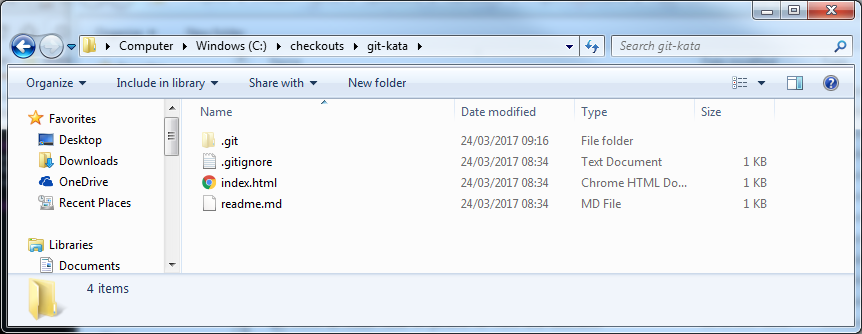 Computer Windows (C:) checkouts git-kata
Search git-kata
Organize Include in library Share with New folder
Name Date modified Type Size
Favorites
Desktop
Downloads
OneDrive
Recent Places
Libraries
Documents
.git 24/03/2017 09:16 File folder
.gitignore 24/03/2017 08:34 Text Document 1 KB
index.html 24/03/2017 08:34 Chrome HTML Do... 1 KB
readme.md 24/03/2017 08:34 MD File 1 KB
4 items